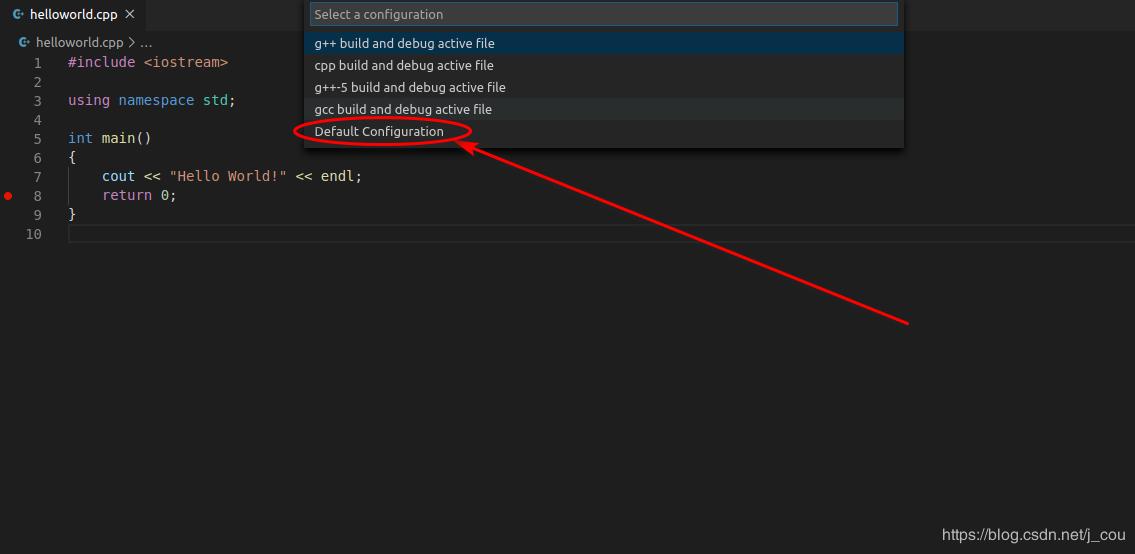 helloworld.cpp
helloworld.cpp > ...
Select a configuration
g++ build and debug active file
cpp build and debug active file
g++-5 build and debug active file
gcc build and debug active file
Default Configuration
1 #include <iostream>
2
3 using namespace std;
4
5 int main()
6 {
7 cout << "Hello World!" << endl;
8 return 0;
9 }
10
https://blog.csdn.net/j_cou